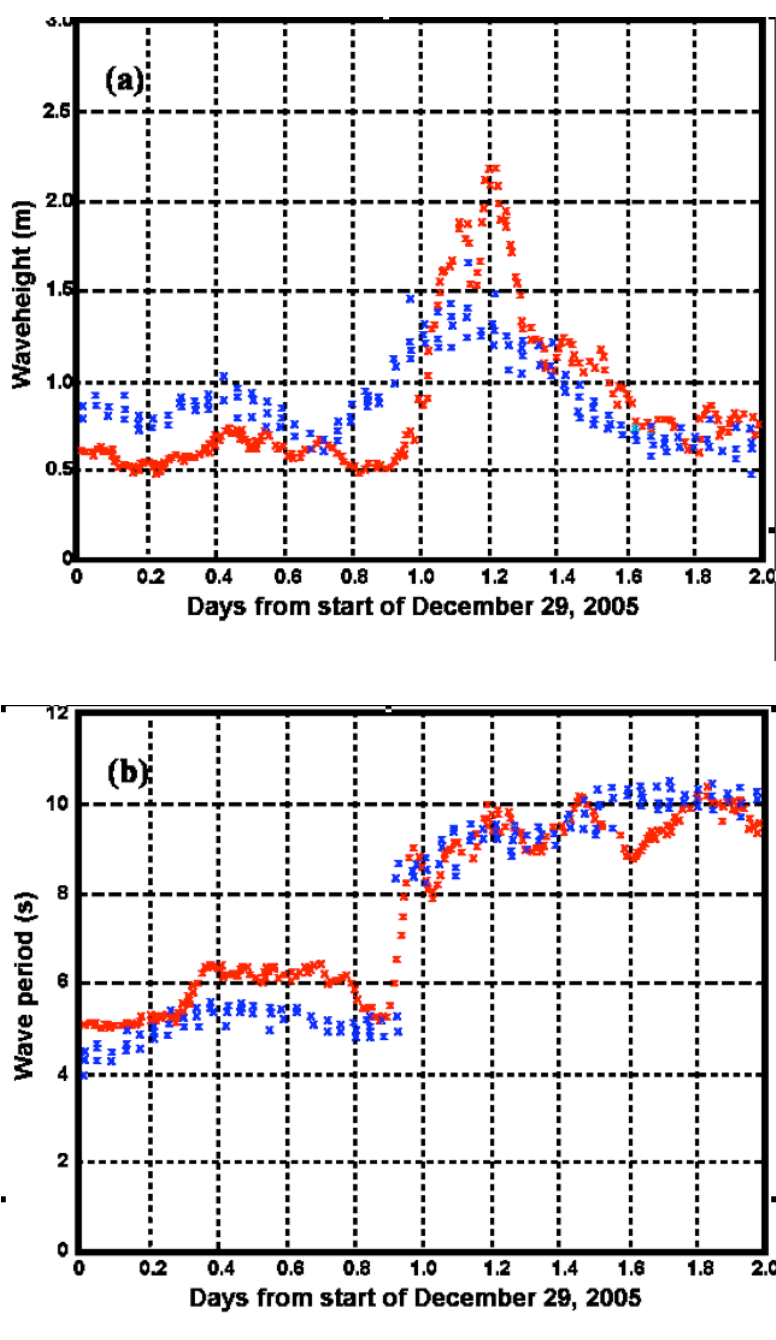 3.0
(a)
2.5
2.0
Waveheight (m)
1.5
1.0
0.5
0
0 0.2 0.4 0.6 0.8 1.0 1.2 1.4 1.6 1.8 2.0
Days from start of December 29, 2005
12
(b)
10
8
Wave period (s)
6
4
2
0
0 0.2 0.4 0.6 0.8 1.0 1.2 1.4 1.6 1.8 2.0
Days from start of December 29, 2005